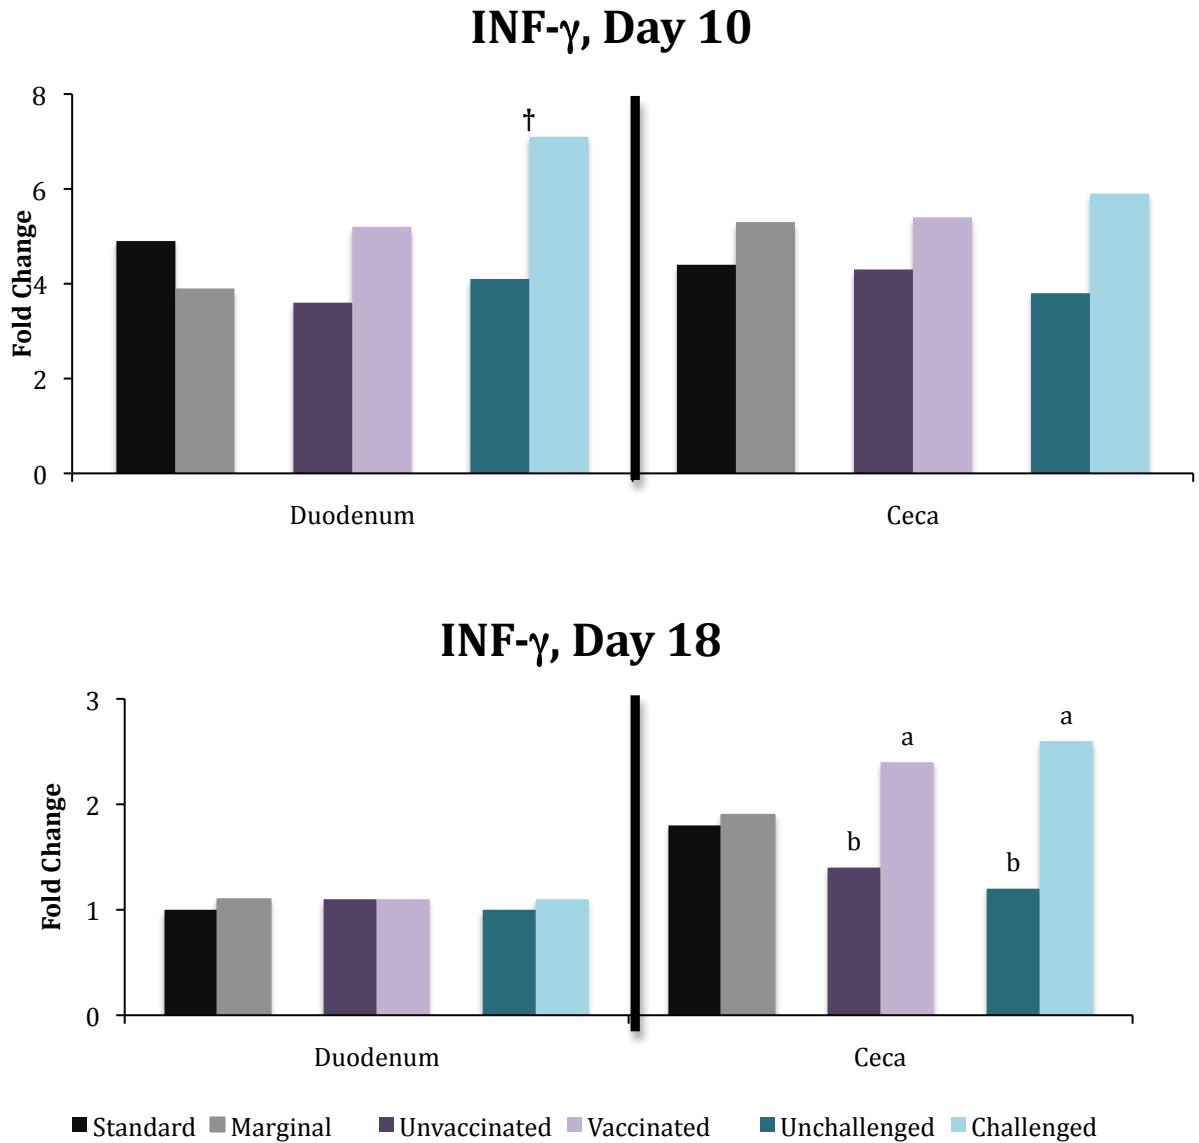 INF-γ, Day 10
8
6
4
2
0
Fold Change
†
Duodenum
Ceca
INF-γ, Day 18
3
2
1
0
Fold Change
b
a
b
a
Duodenum
Ceca
Standard Marginal Unvaccinated Vaccinated Unchallenged Challenged